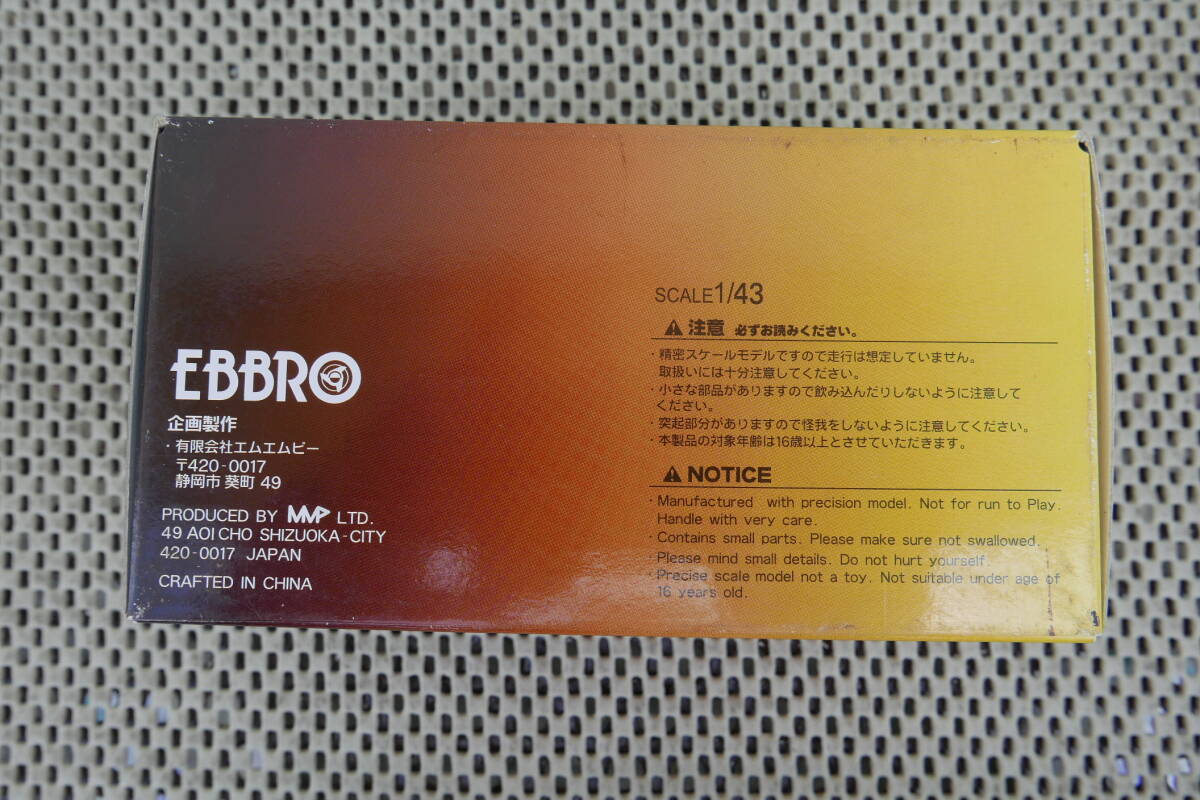 EBBRO
企画製作
・有限会社エムエムピー
〒420-0017
静岡市 葵町 49
PRODUCED BY MMP LTD.
49 AOI CHO SHIZUOKA-CITY
420-0017 JAPAN
CRAFTED IN CHINA
SCALE1/43
⚠ 注意 必ずお読みください。
・精密スケールモデルですので走行は想定していません。
取扱いには十分注意してください。
・小さな部品がありますので飲み込んだりしないように注意して
ください。
・突起部分がありますので怪我をしないように注意してください。
・本製品の対象年齢は16歳以上とさせていただきます。
⚠ NOTICE
・Manufactured with precision model. Not for run to Play.
Handle with very care.
・Contains small parts. Please make sure not swallowed.
・Please mind small details. Do not hurt yourself.
・Precise scale model not a toy. Not suitable under age of
16 years old.